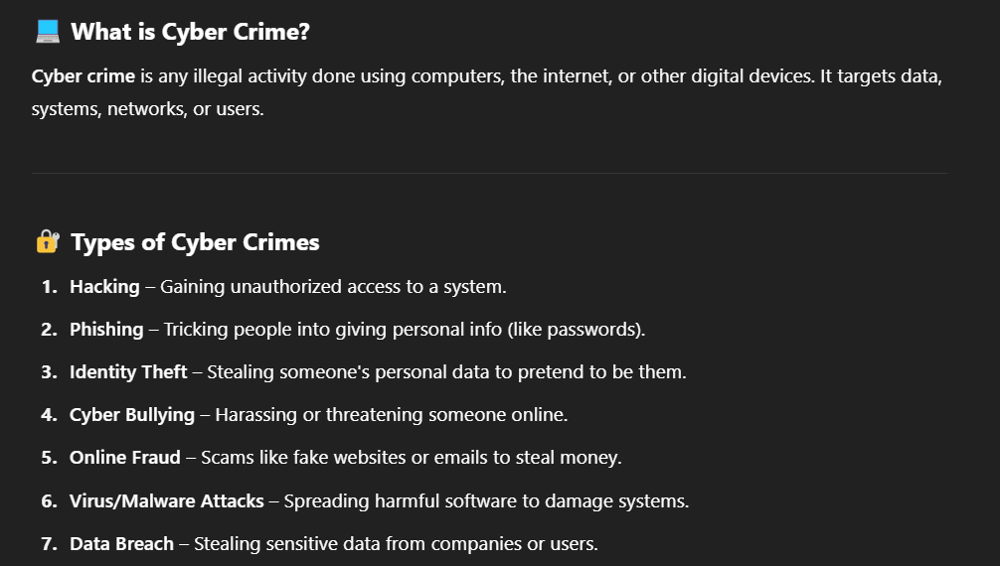 What is Cyber Crime?
Cyber crime is any illegal activity done using computers, the internet, or other digital devices. It targets data,
systems, networks, or users.
Types of Cyber Crimes
1. Hacking – Gaining unauthorized access to a system.
2. Phishing – Tricking people into giving personal info (like passwords).
3. Identity Theft – Stealing someone's personal data to pretend to be them.
4. Cyber Bullying – Harassing or threatening someone online.
5. Online Fraud – Scams like fake websites or emails to steal money.
6. Virus/Malware Attacks – Spreading harmful software to damage systems.
7. Data Breach – Stealing sensitive data from companies or users.